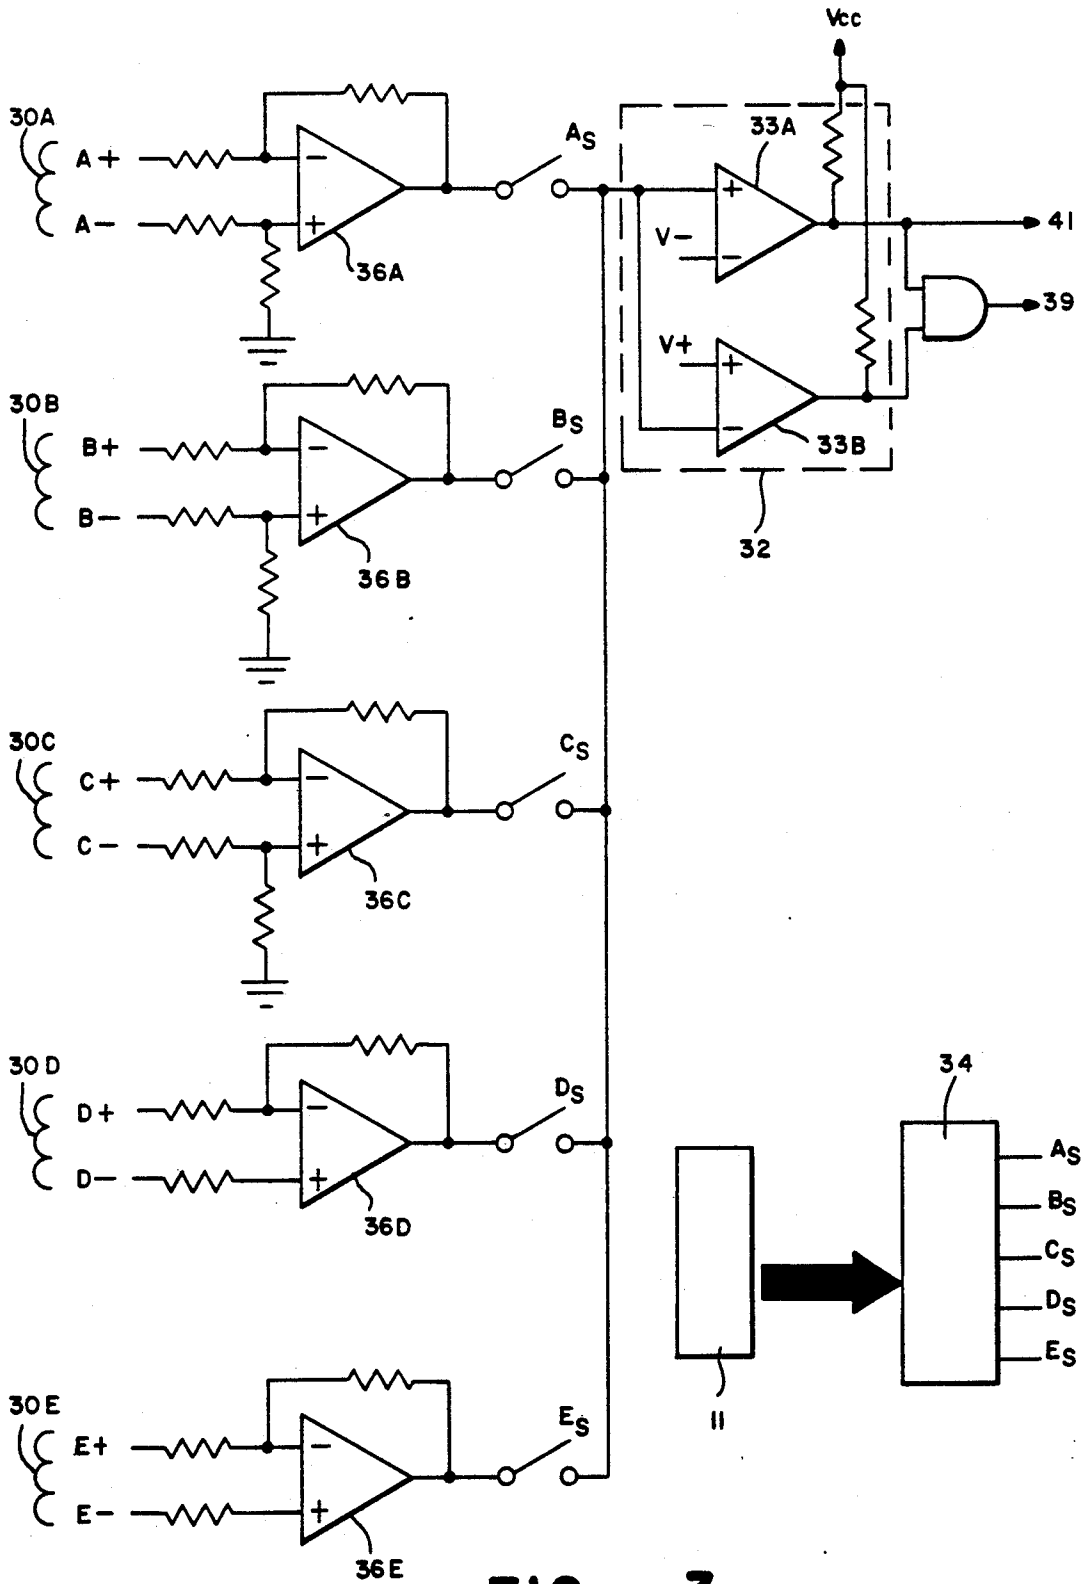 Vcc
30A
A+
−
AS
33A
+
A−
+
V−
−
41
36A
39
30B
B+
−
BS
V+
+
−
33B
B−
+
32
36B
30C
C+
−
CS
C−
+
36C
30D
D+
−
DS
34
D−
+
AS
36D
BS
CS
DS
ES
30E
E+
−
ES
11
E−
+
36E